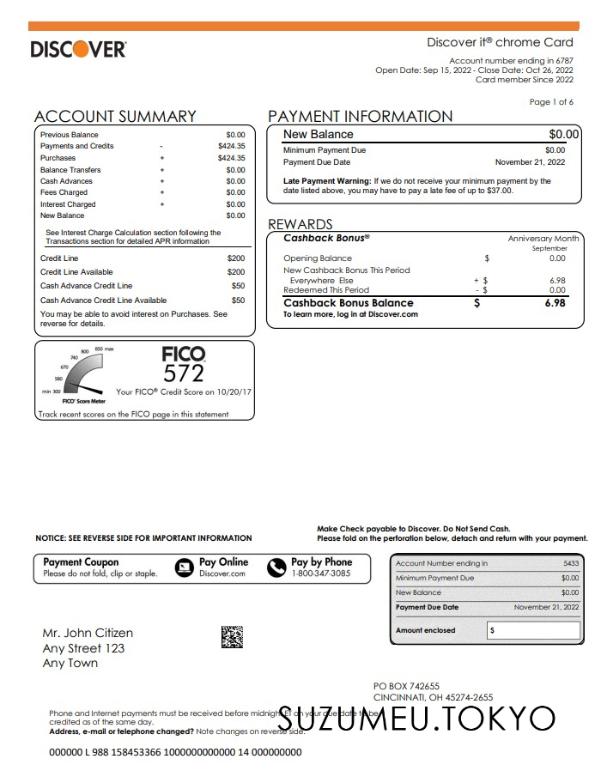 DISCOVER®
Discover it® chrome Card
Account number ending in 6787
Open Date: Sep 15, 2022 - Close Date: Oct 26, 2022
Card member Since 2022
Page 1 of 6
ACCOUNT SUMMARY
Previous Balance $0.00
Payments and Credits - $424.35
Purchases + $424.35
Balance Transfers + $0.00
Cash Advances + $0.00
Fees Charged + $0.00
Interest Charged + $0.00
New Balance $0.00
See Interest Charge Calculation section following the
Transactions section for detailed APR information
Credit Line $200
Credit Line Available $200
Cash Advance Credit Line $50
Cash Advance Credit Line Available $50
You may be able to avoid interest on Purchases. See
reverse for details.
PAYMENT INFORMATION
New Balance $0.00
Minimum Payment Due $0.00
Payment Due Date November 21, 2022
Late Payment Warning: If we do not receive your minimum payment by the
date listed above, you may have to pay a late fee of up to $37.00.
REWARDS
Cashback Bonus® Anniversary Month
September
Opening Balance $ 0.00
New Cashback Bonus This Period
Everywhere Else + $ 6.98
Redeemed This Period - $ 0.00
Cashback Bonus Balance $ 6.98
To learn more, log in at Discover.com
min 300
580
670
740
800
850 max
FICO® Score Meter
FICO
572
Your FICO® Credit Score on 10/20/17
Track recent scores on the FICO page in this statement
NOTICE: SEE REVERSE SIDE FOR IMPORTANT INFORMATION
Make Check payable to Discover. Do Not Send Cash.
Please fold on the perforation below, detach and return with your payment.
Payment Coupon
Please do not fold, clip or staple.
Pay Online
Discover.com
Pay by Phone
1-800-347-3085
Account Number ending in 5433
Minimum Payment Due $0.00
New Balance $0.00
Payment Due Date November 21, 2022
Amount enclosed $
Mr. John Citizen
Any Street 123
Any Town
PO BOX 742655
CINCINNATI, OH 45274-2655
Phone and Internet payments must be received before midnight ET on your due date to be
credited as of the same day.
Address, e-mail or telephone changed? Note changes on reverse side.
SUZUMEU.TOKYO
000000 L 988 158453366 1000000000000 14 000000000